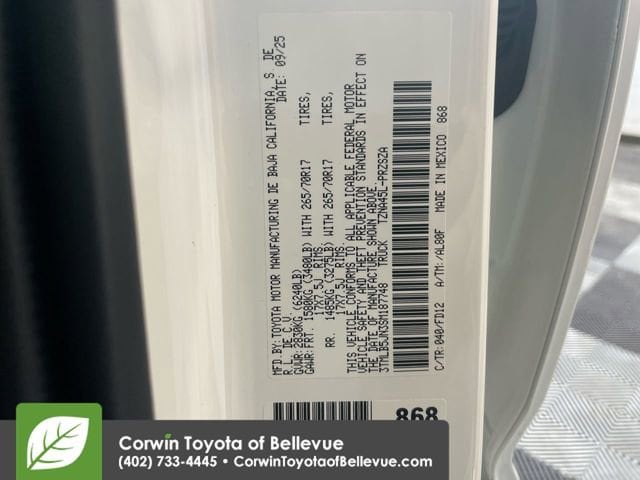 MFD.BY:TOYOTA MOTOR MANUFACTURING DE BAJA CALIFORNIA, S. DE
R.L. DE C.V. DATE: 09/25
GVWR:2830KG (6240LB)
GAWR:FRT. 1580KG (3480LB) WITH 265/70R17 TIRES,
17X7.5J RIMS.
RR. 1485KG (3275LB) WITH 265/70R17 TIRES,
17X7.5J RIMS.
THIS VEHICLE CONFORMS TO ALL APPLICABLE FEDERAL MOTOR
VEHICLE SAFETY AND THEFT PREVENTION STANDARDS IN EFFECT ON
THE DATE OF MANUFACTURE SHOWN ABOVE.
3TMLB5JN3SM187748 TRUCK TZNA45L-PRZSZA
C/TR:040/FD12 A/TM:/AL80F MADE IN MEXICO 868
868
Corwin Toyota of Bellevue
(402) 733-4445 • CorwinToyotaofBellevue.com